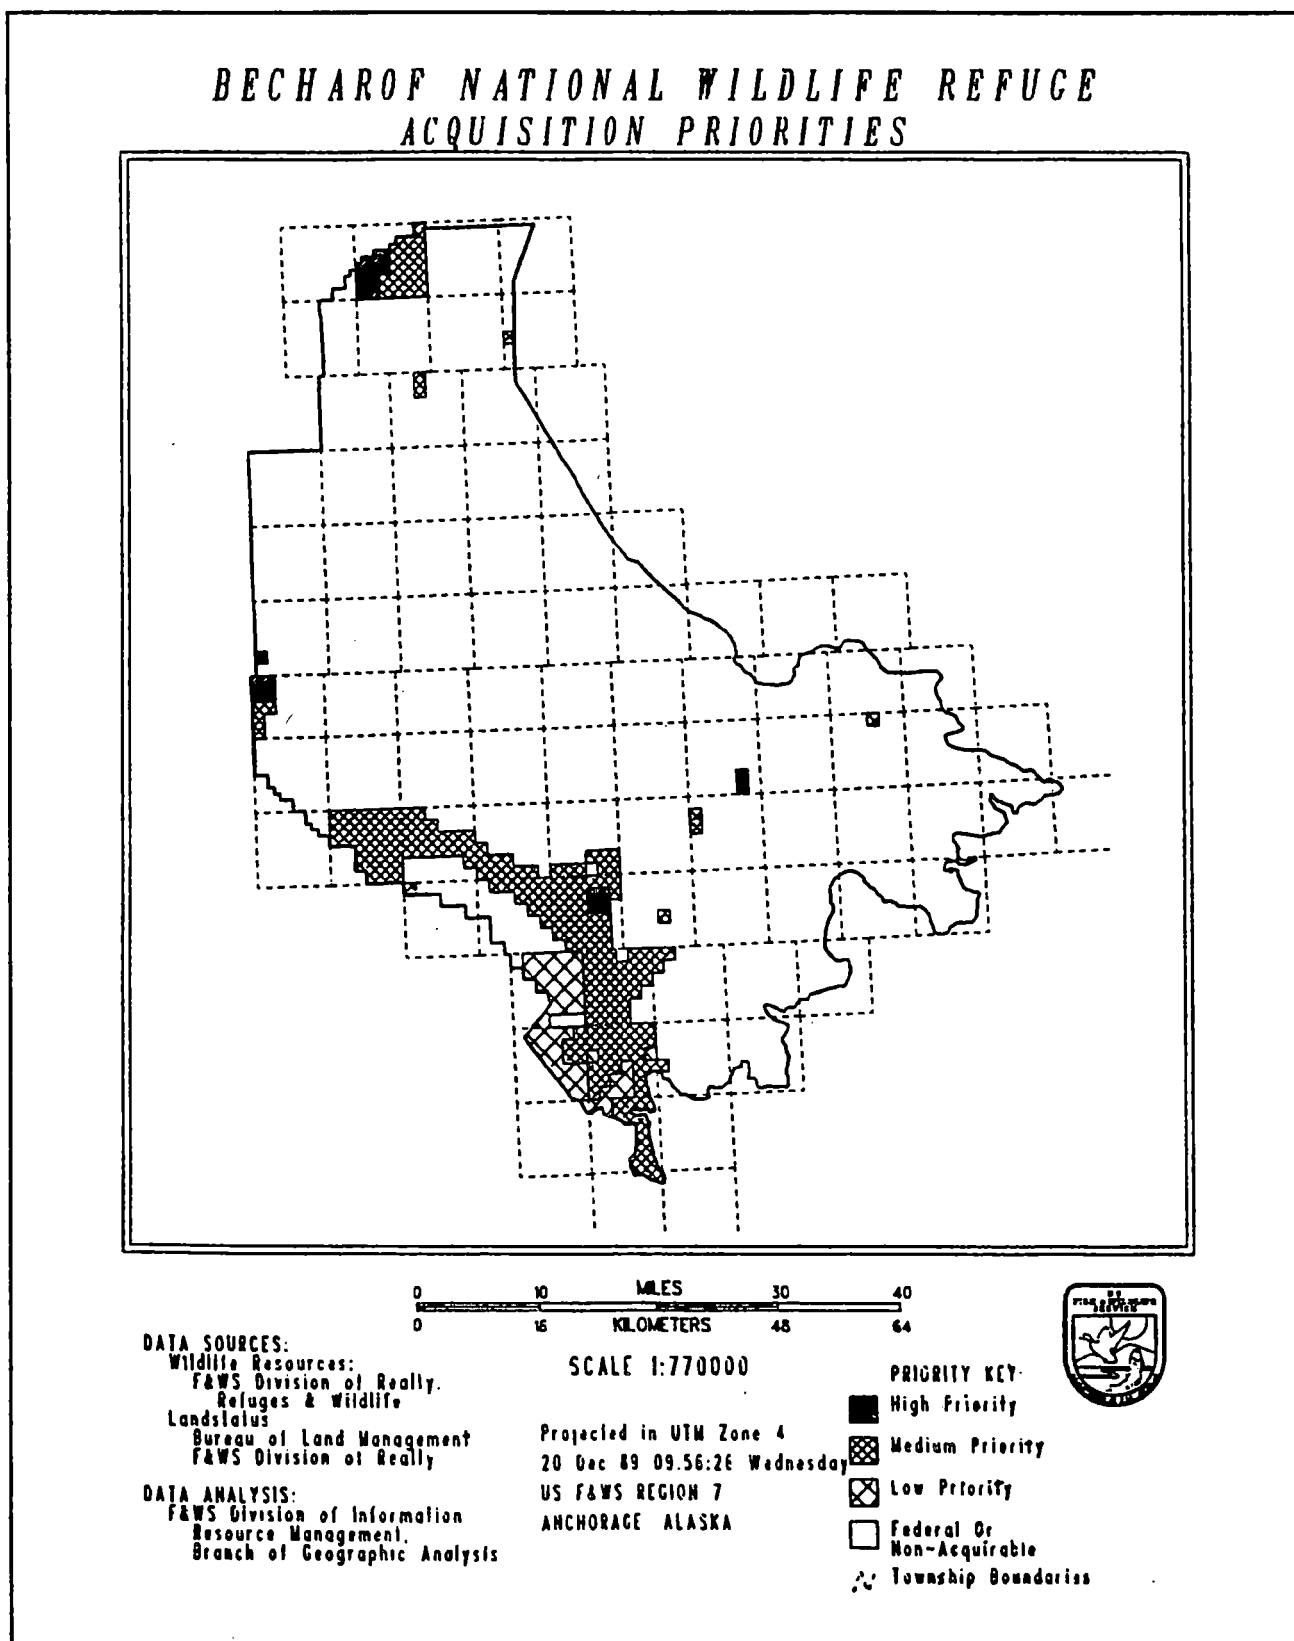 BECHAROF NATIONAL WILDLIFE REFUGE
ACQUISITION PRIORITIES
MILES
0 10 30 40
0 16 KILOMETERS 48 64
SCALE 1:770000
DATA SOURCES:
Wildlife Resources:
F&WS Division of Realty,
Refuges & Wildlife
Landstatus
Bureau of Land Management
F&WS Division of Realty
DATA ANALYSIS:
F&WS Division of Information
Resource Management,
Branch of Geographic Analysis
Projected in UTM Zone 4
20 Dec 89 09.56:26 Wednesday
US F&WS REGION 7
ANCHORAGE ALASKA
PRIORITY KEY
High Priority
Medium Priority
Low Priority
Federal Or
Non-Acquirable
Township Boundaries
US
FISH & WILDLIFE
SERVICE